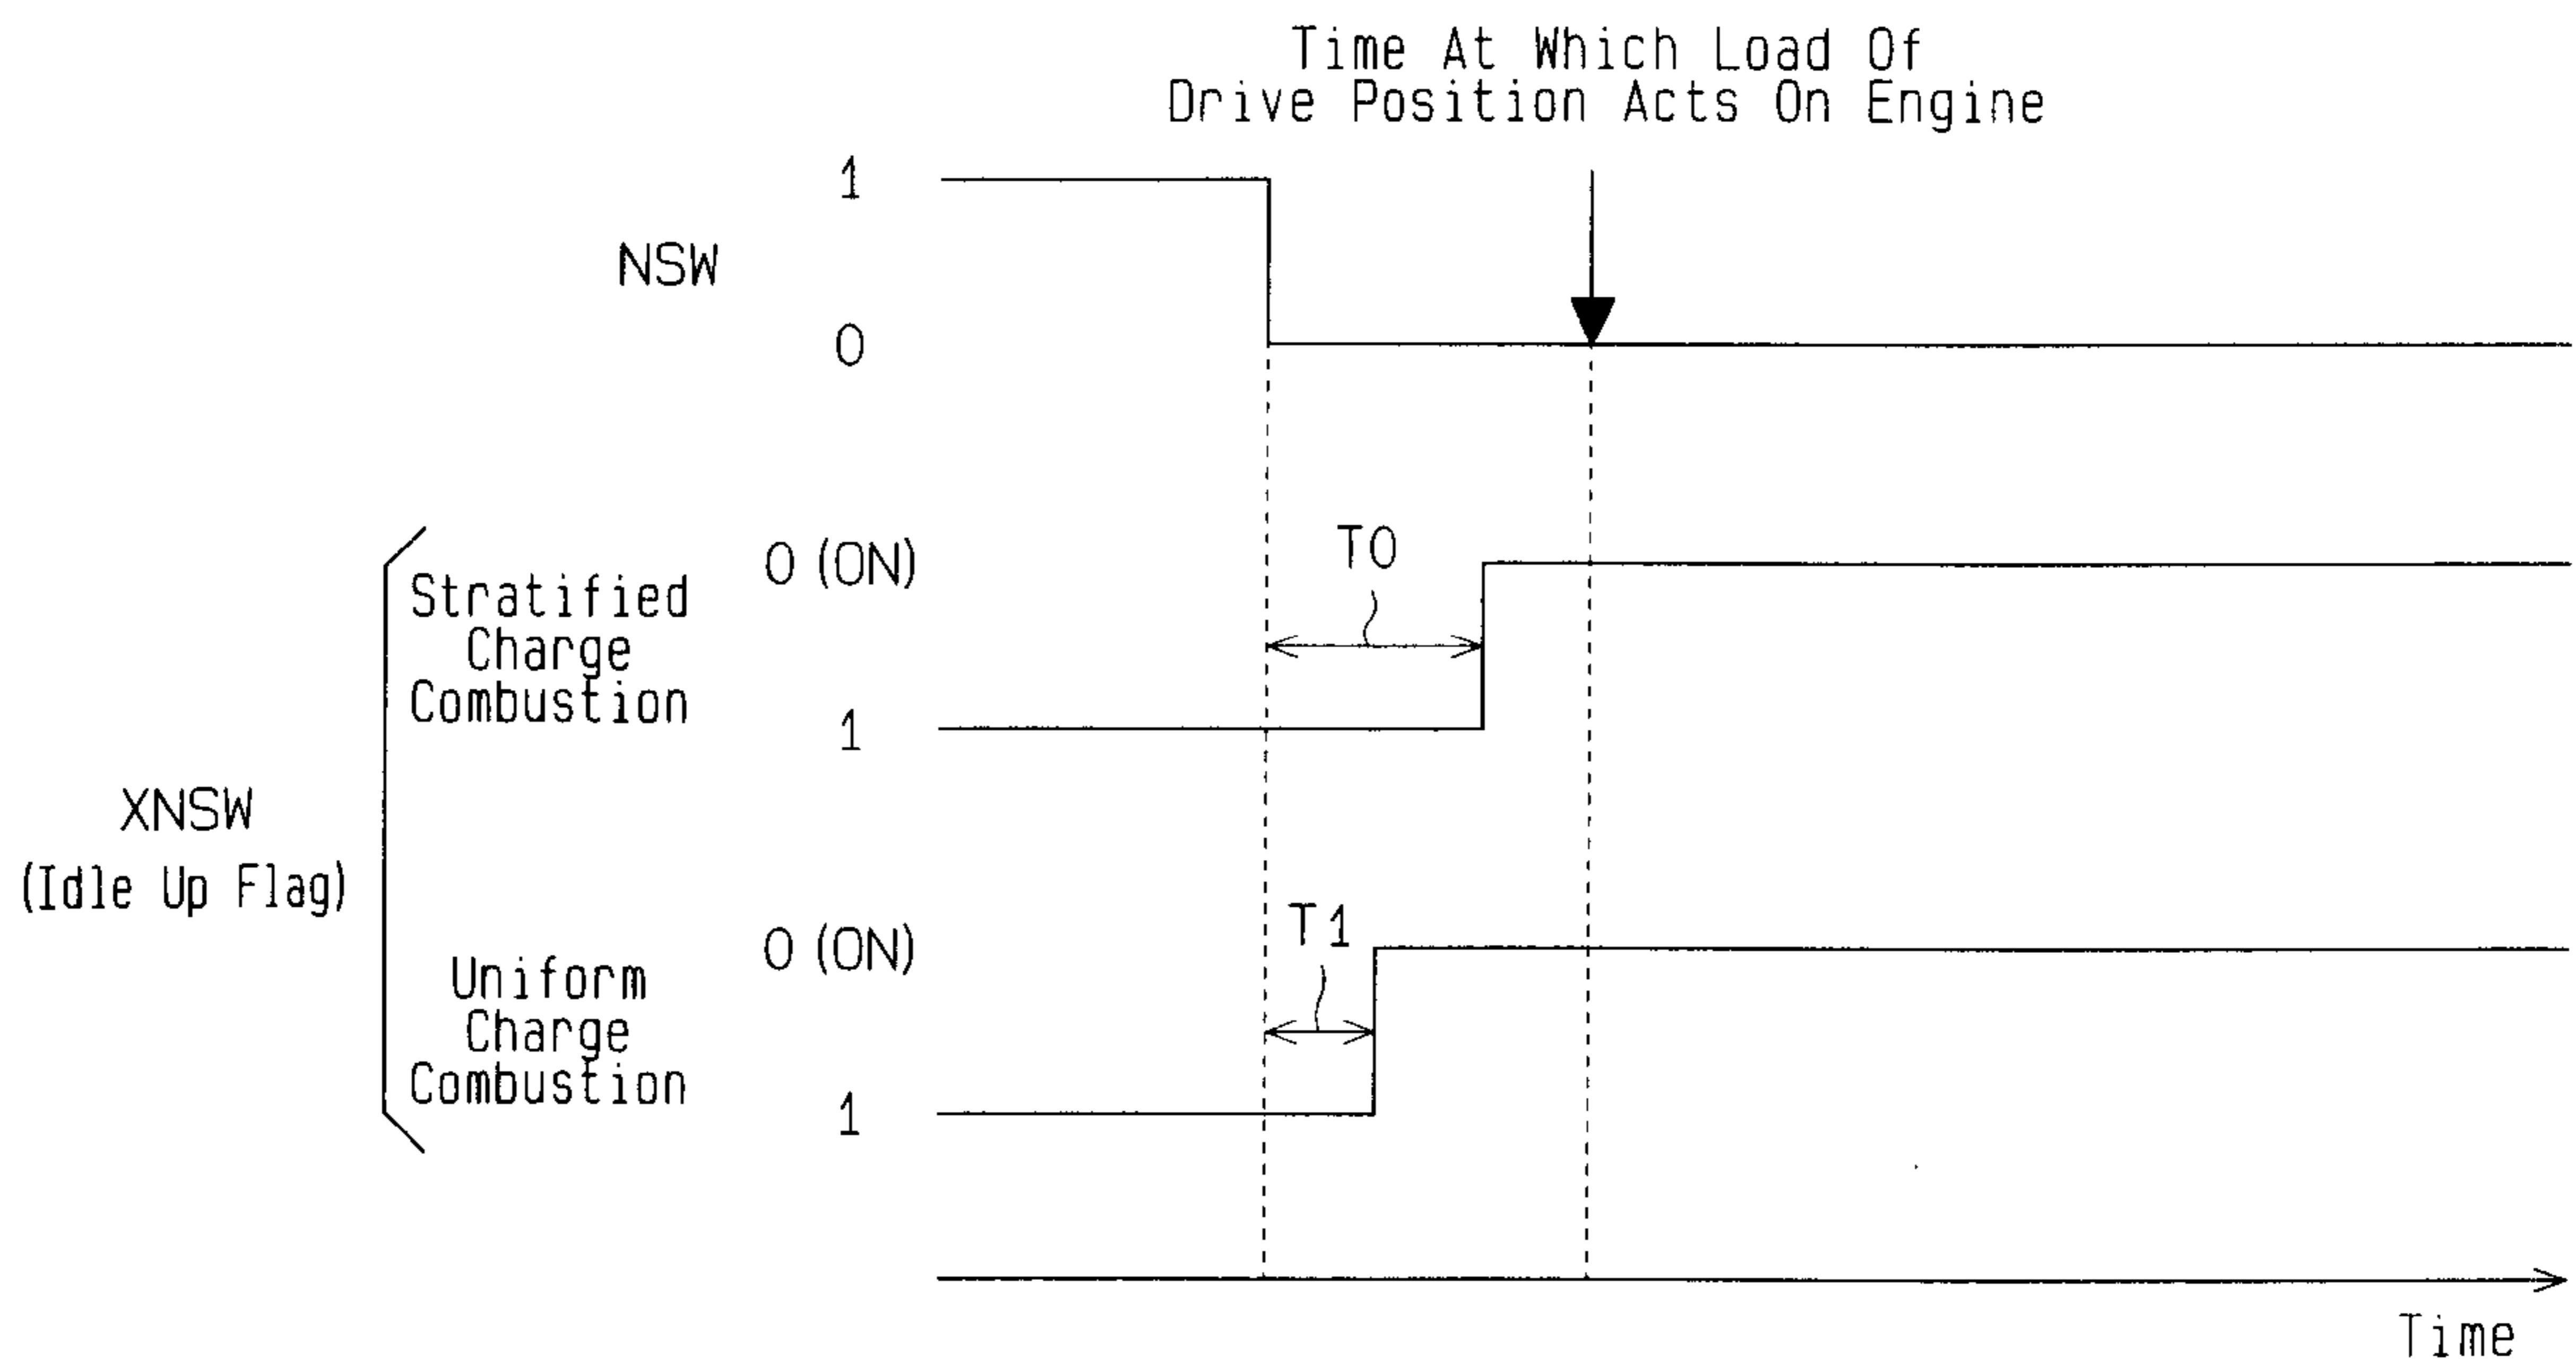 Time At Which Load Of
Drive Position Acts On Engine
1
NSW
0
0 (ON)
T0
Stratified
Charge
Combustion
1
XNSW
(Idle Up Flag)
0 (ON)
T1
Uniform
Charge
Combustion
1
Time